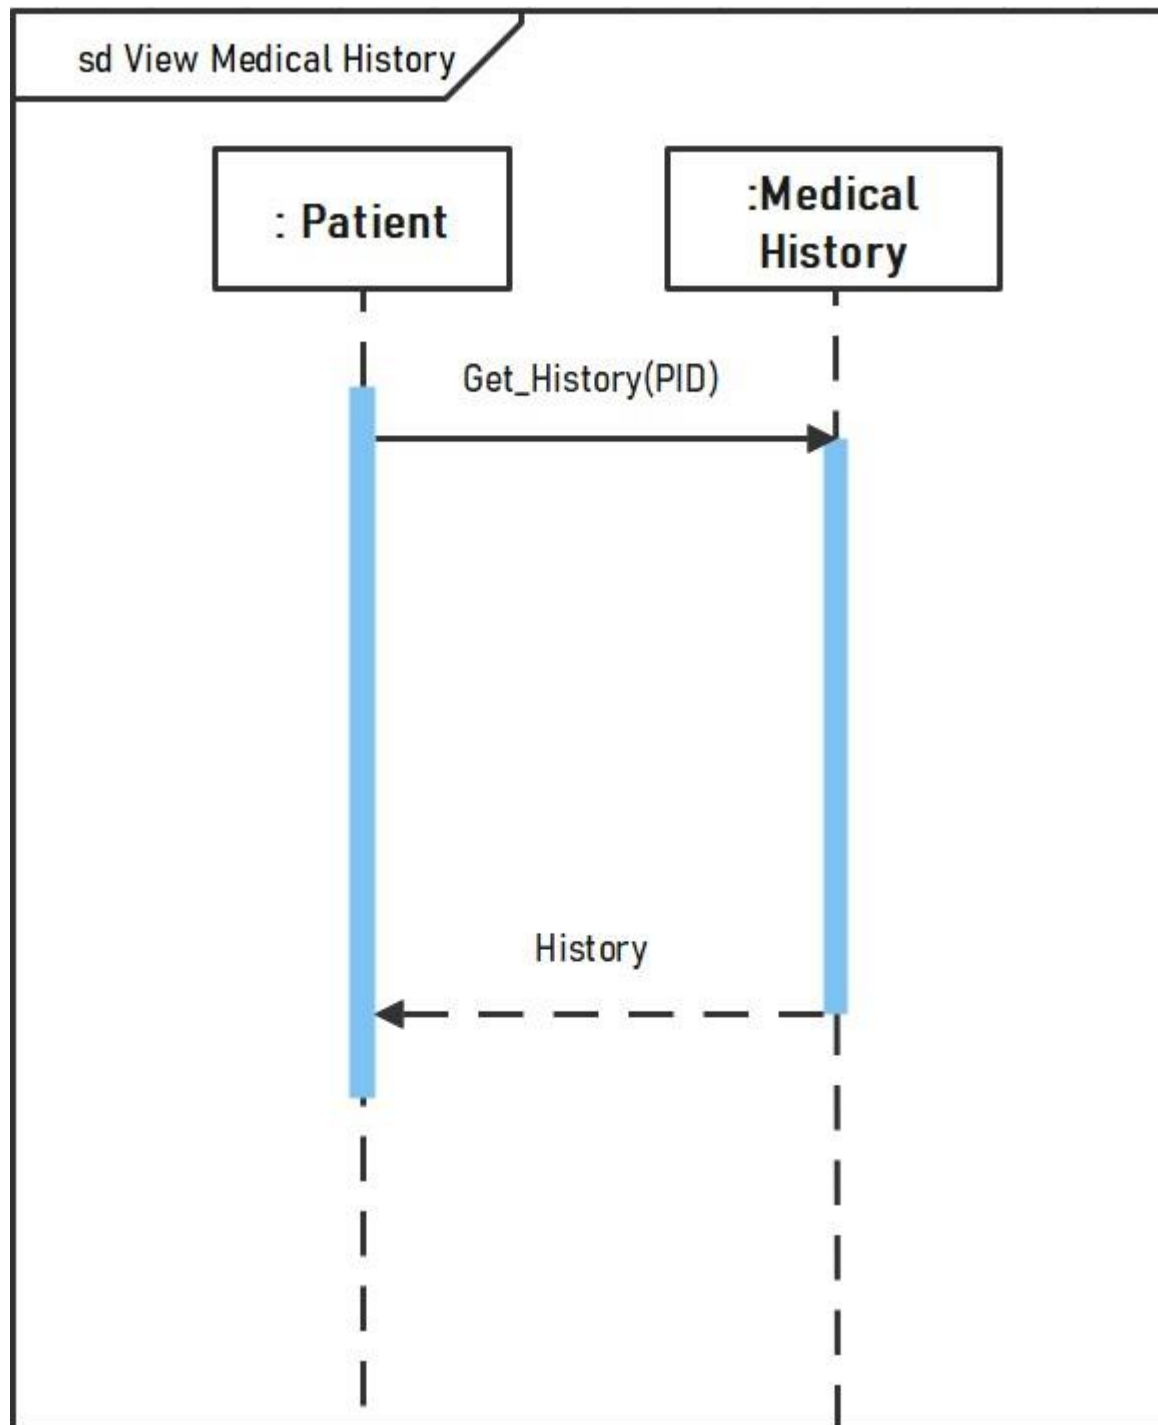 sd View Medical History
: Patient
:Medical
History
Get_History(PID)
History